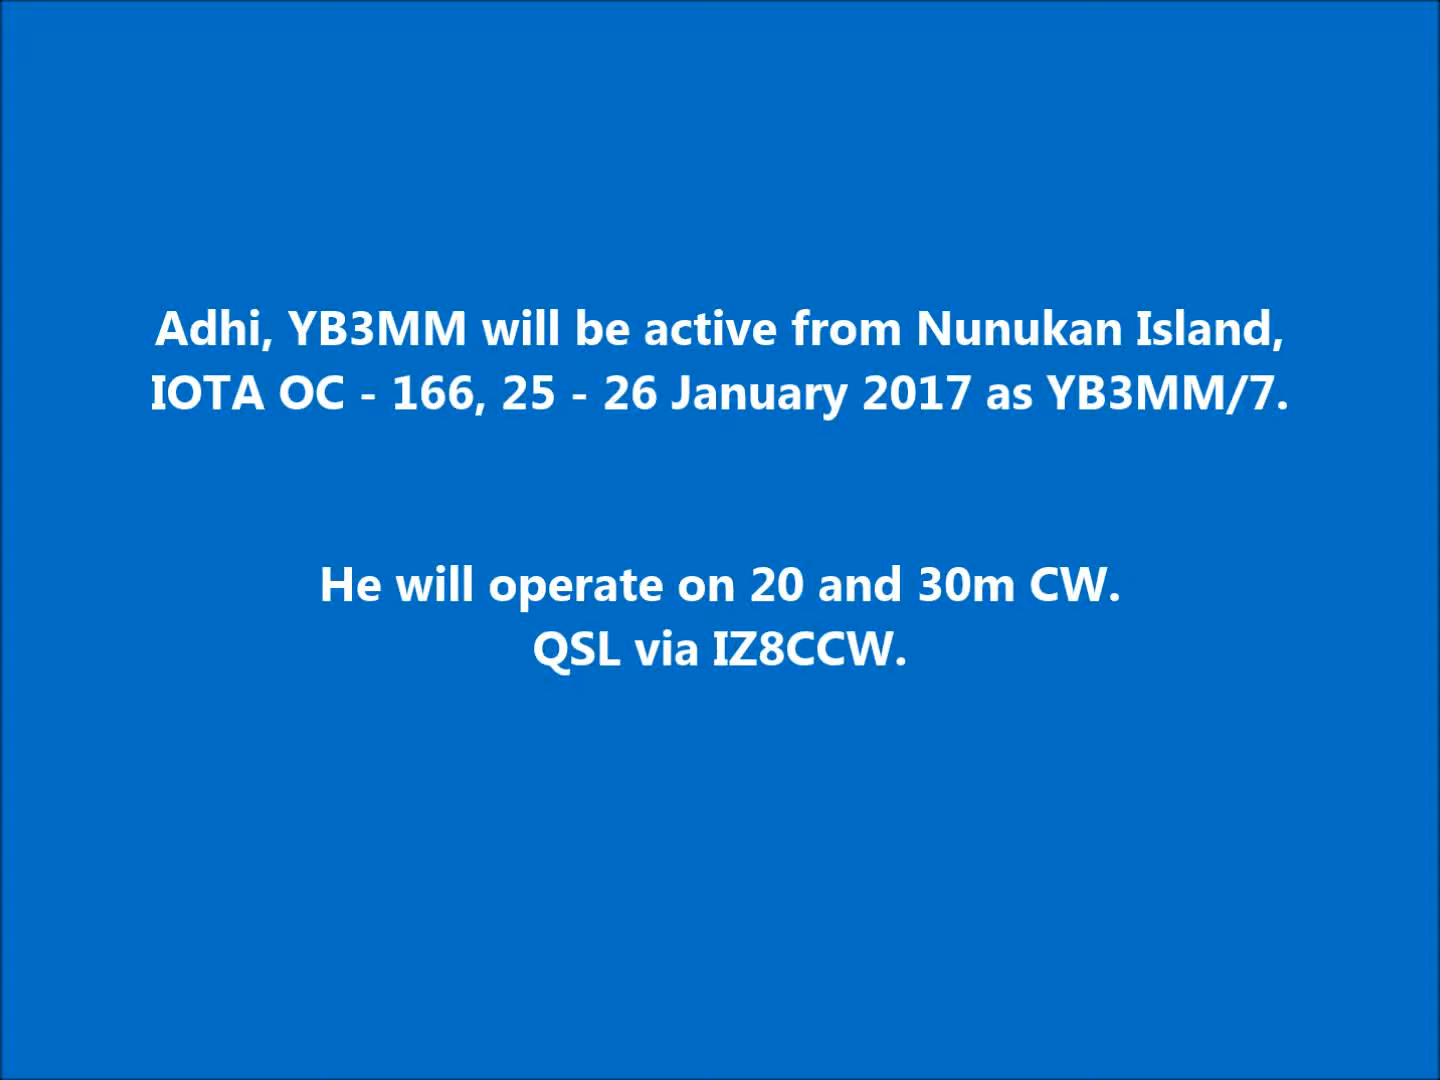 Adhi, YB3MM will be active from Nunukan Island,
IOTA OC - 166, 25 - 26 January 2017 as YB3MM/7.
He will operate on 20 and 30m CW.
QSL via IZ8CCW.